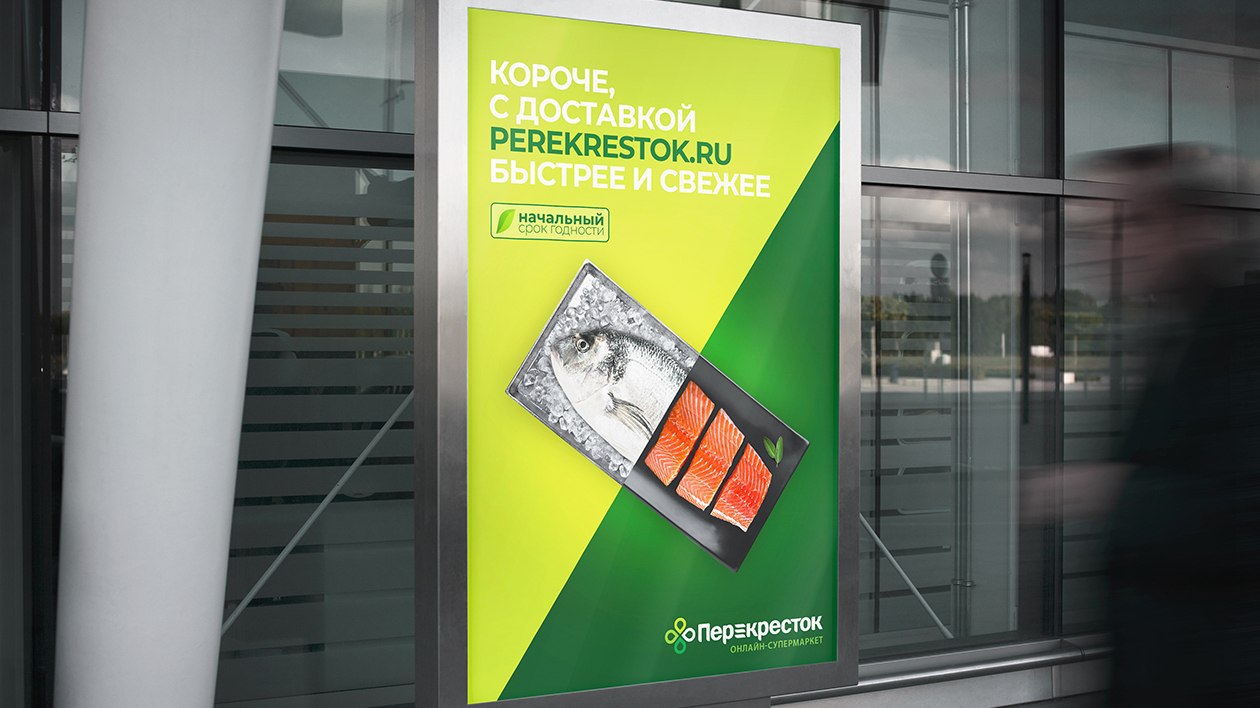 КОРОЧЕ,
С ДОСТАВКОЙ
PEREKRESTOK.RU
БЫСТРЕЕ И СВЕЖЕЕ
начальный
срок годности
Перекресток
ОНЛАЙН-СУПЕРМАРКЕТ